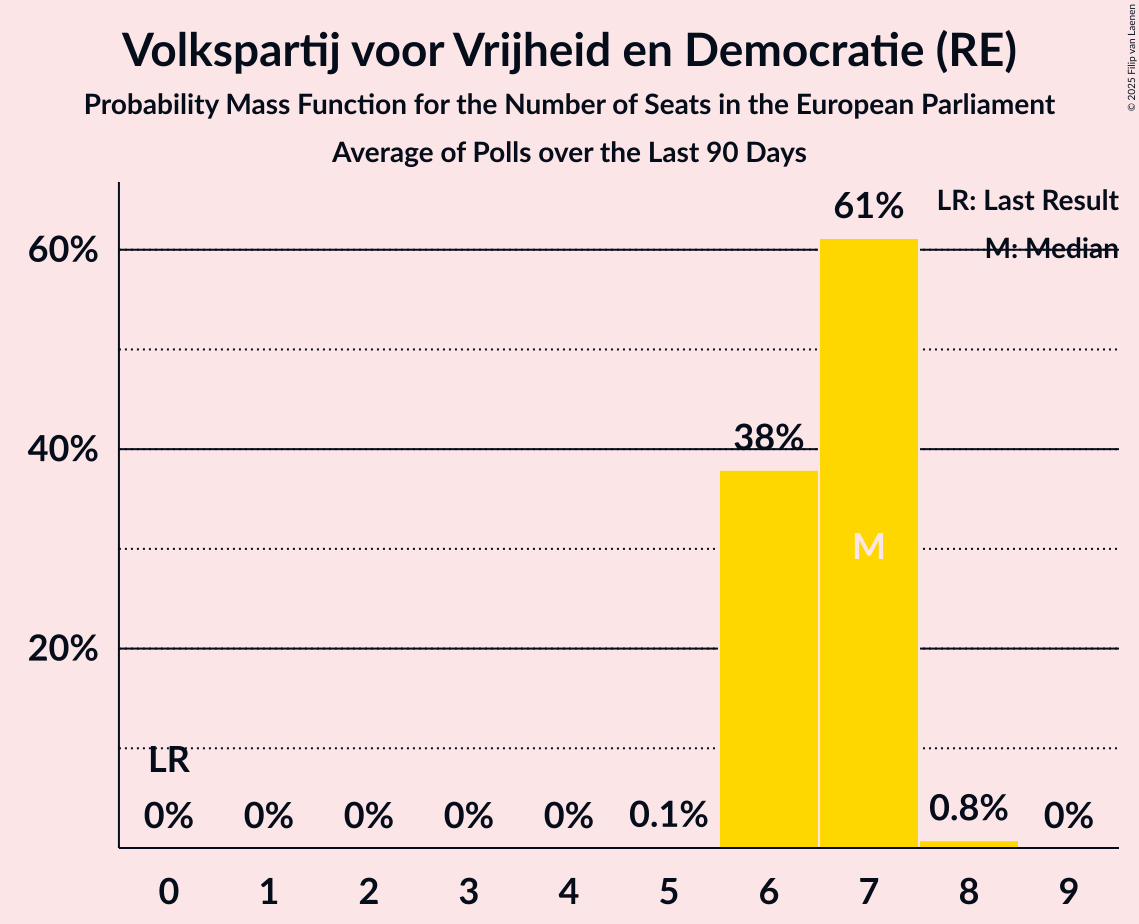 Volkspartij voor Vrijheid en Democratie (RE)
Probability Mass Function for the Number of Seats in the European Parliament
Average of Polls over the Last 90 Days
© 2025 Filip van Laenen
LR: Last Result
M: Median
60%
40%
20%
61%
38%
M
LR
0% 0% 0% 0% 0% 0.1% 0.8% 0%
0 1 2 3 4 5 6 7 8 9